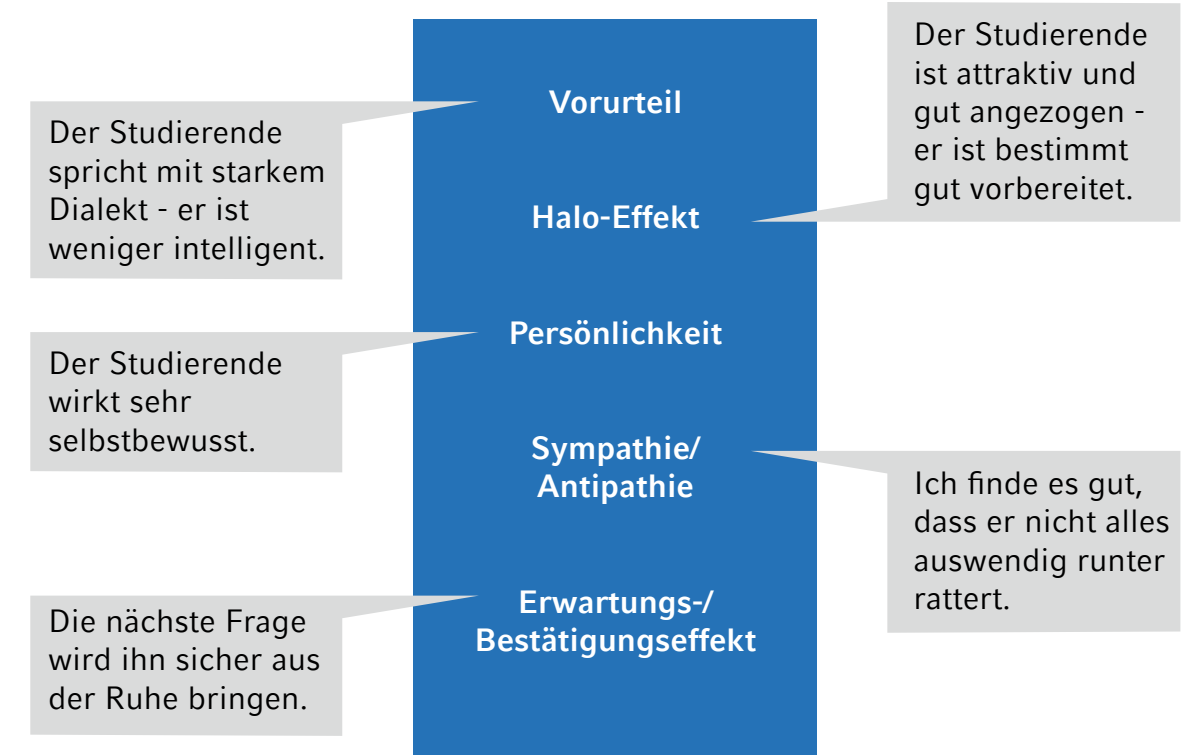 Vorurteil
Der Studierende
spricht mit starkem
Dialekt - er ist
weniger intelligent.
Halo-Effekt
Der Studierende
ist attraktiv und
gut angezogen -
er ist bestimmt
gut vorbereitet.
Persönlichkeit
Der Studierende
wirkt sehr
selbstbewusst.
Sympathie/
Antipathie
Ich finde es gut,
dass er nicht alles
auswendig runter
rattert.
Erwartungs-/
Bestätigungseffekt
Die nächste Frage
wird ihn sicher aus
der Ruhe bringen.